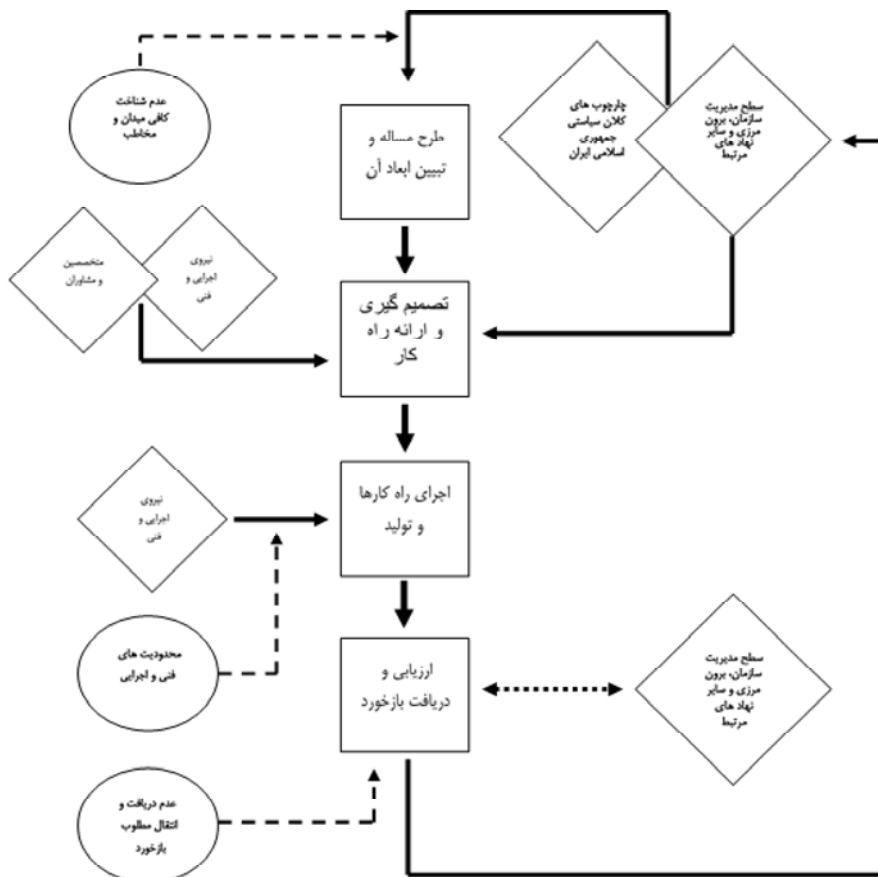 عدم شناخت
کافی میدان و
مخاطب
چارچوب های
کلان سیاستی
جمهوری
اسلامی ایران
سطح مدیریت
سازمان، برون
مرزی و سایر
نهاد های
مرتبط
طرح مساله و
تبیین ابعاد آن
متخصصین
و مشاوران
نیروی
اجرایی و
فنی
تصمیم گیری
و ارائه راه
کار
نیروی
اجرایی و
فنی
اجرای راه کارها
و تولید
محدودیت های
فنی و اجرایی
ارزیابی و
دریافت بازخورد
سطح مدیریت
سازمان، برون
مرزی و سایر
نهاد های
مرتبط
عدم دریافت و
انتقال مطلوب
بازخورد